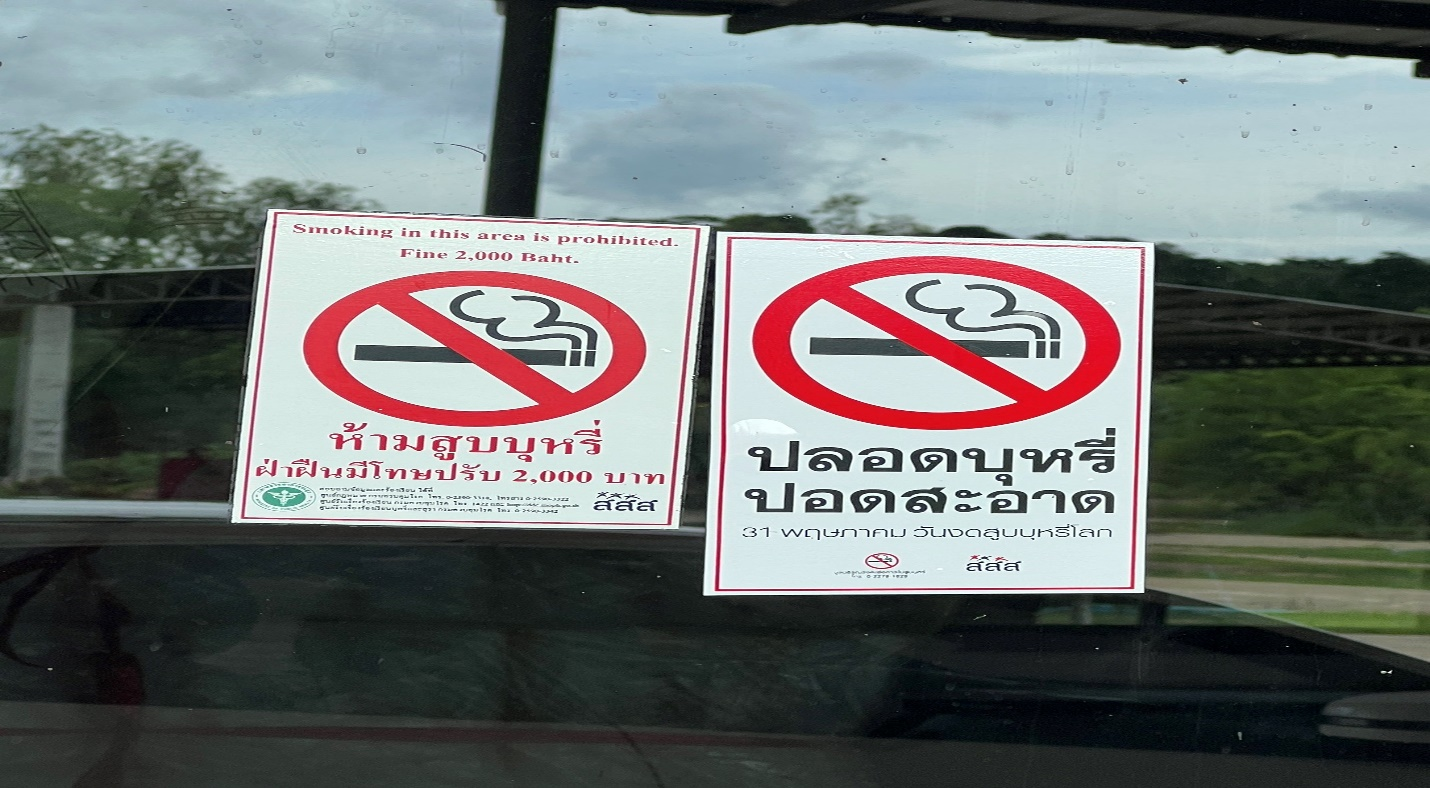 Smoking in this area is prohibited.
Fine 2,000 Baht.
ห้ามสูบบุหรี่
ฝ่าฝืนมีโทษปรับ 2,000 บาท
สสส
ปลอดบุหรี่
ปอดสะอาด
31 พฤษภาคม วันงดสูบบุหรี่โลก
สสส